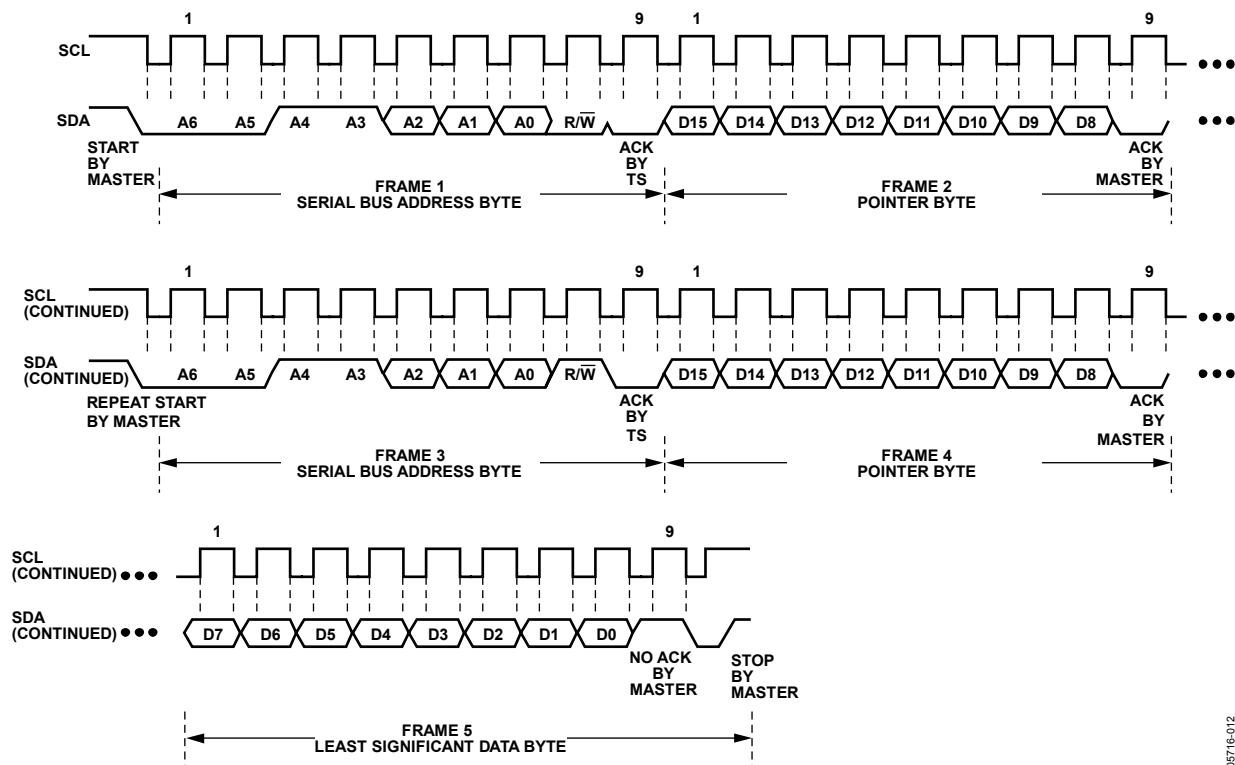 1 9 1 9
SCL
SDA A6 A5 A4 A3 A2 A1 A0 R/W̅ D15 D14 D13 D12 D11 D10 D9 D8
START
BY
MASTER
ACK
BY
TS
ACK
BY
MASTER
FRAME 1
SERIAL BUS ADDRESS BYTE
FRAME 2
POINTER BYTE
1 9 1 9
SCL
(CONTINUED)
SDA
(CONTINUED)
A6 A5 A4 A3 A2 A1 A0 R/W̅ D15 D14 D13 D12 D11 D10 D9 D8
REPEAT START
BY MASTER
ACK
BY
TS
ACK
BY
MASTER
FRAME 3
SERIAL BUS ADDRESS BYTE
FRAME 4
POINTER BYTE
1 9
SCL
(CONTINUED)
SDA
(CONTINUED)
D7 D6 D5 D4 D3 D2 D1 D0
NO ACK
BY
MASTER
STOP
BY
MASTER
FRAME 5
LEAST SIGNIFICANT DATA BYTE
05716-012